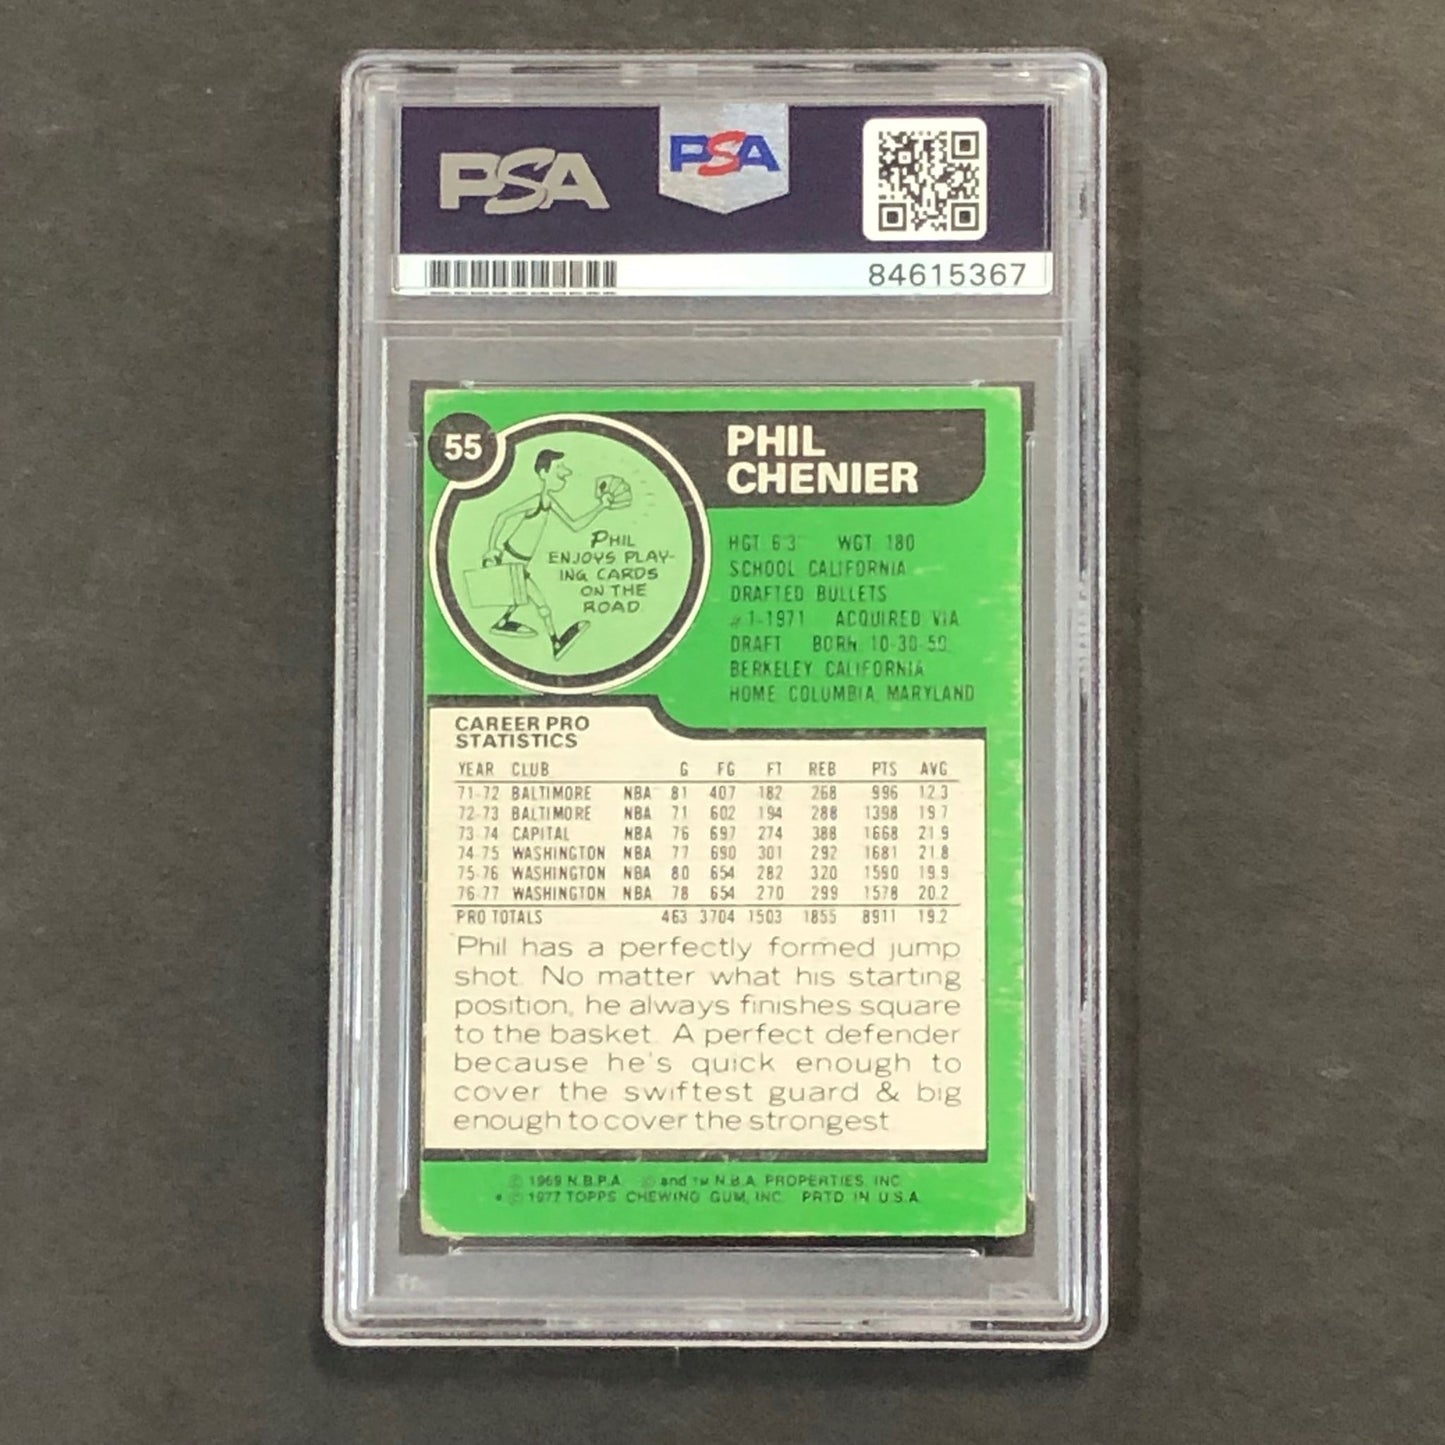 PSA
PSA
84615367
55
PHIL
CHENIER
PHIL
ENJOYS PLAY-
ING CARDS
ON THE
ROAD.
HGT 6'3" WGT 180
SCHOOL CALIFORNIA
DRAFTED BULLETS
#1-1971 ACQUIRED VIA
DRAFT BORN 10-30-50
BERKELEY CALIFORNIA
HOME COLUMBIA MARYLAND
CAREER PRO
STATISTICS
YEAR CLUB G FG FT REB PTS AVG
71-72 BALTIMORE NBA 81 407 182 268 996 12.3
72-73 BALTIMORE NBA 71 602 194 288 1398 19.7
73-74 CAPITAL NBA 76 697 274 388 1668 21.9
74-75 WASHINGTON NBA 77 690 301 292 1681 21.8
75-76 WASHINGTON NBA 80 654 282 320 1590 19.9
76-77 WASHINGTON NBA 78 654 270 299 1578 20.2
PRO TOTALS 463 3704 1503 1855 8911 19.2
Phil has a perfectly formed jump
shot. No matter what his starting
position, he always finishes square
to the basket. A perfect defender
because he's quick enough to
cover the swiftest guard & big
enough to cover the strongest
© 1969 N.B.P.A. © and TM N.B.A. PROPERTIES, INC.
* © 1977 TOPPS CHEWING GUM, INC. PRTD. IN U.S.A.